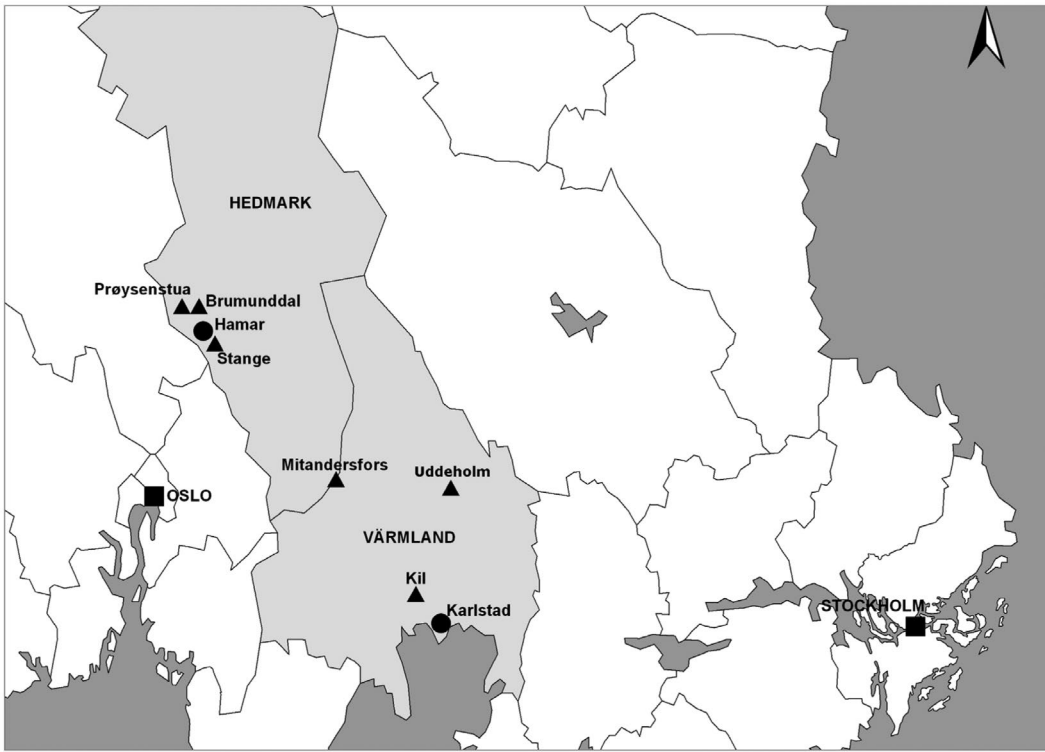 HEDMARK
Prøysenstua
Brumunddal
Hamar
Stange
Mitandersfors
Uddeholm
OSLO
VÄRMLAND
Kil
Karlstad
STOCKHOLM